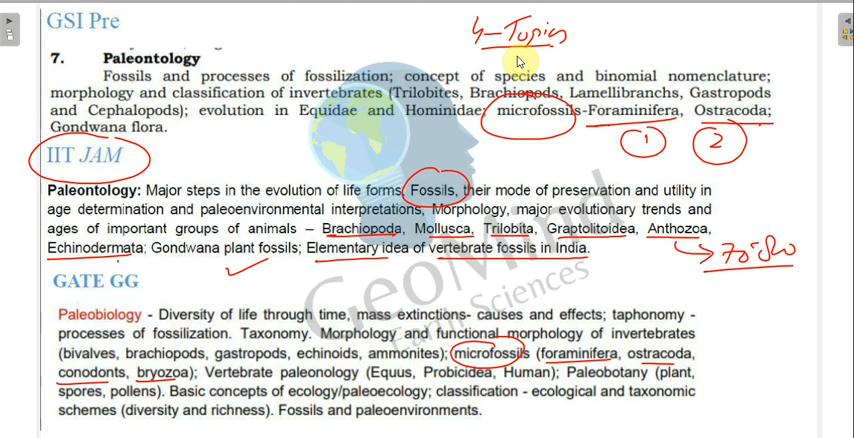 GSI Pre
4-Topics
7. Paleontology
Fossils and processes of fossilization; concept of species and binomial nomenclature;
morphology and classification of invertebrates (Trilobites, Brachiopods, Lamellibranchs, Gastropods
and Cephalopods); evolution in Equidae and Hominidae; microfossils-Foraminifera, Ostracoda;
Gondwana flora.
1 2
IIT JAM
Paleontology: Major steps in the evolution of life forms, Fossils, their mode of preservation and utility in
age determination and paleoenvironmental interpretations, Morphology, major evolutionary trends and
ages of important groups of animals – Brachiopoda, Mollusca, Trilobita, Graptolitoidea, Anthozoa,
Echinodermata; Gondwana plant fossils; Elementary idea of vertebrate fossils in India.
GATE GG
Paleobiology - Diversity of life through time, mass extinctions- causes and effects; taphonomy -
processes of fossilization. Taxonomy. Morphology and functional morphology of invertebrates
(bivalves, brachiopods, gastropods, echinoids, ammonites); microfossils (foraminifera, ostracoda,
conodonts, bryozoa); Vertebrate paleonology (Equus, Probicidea, Human); Paleobotany (plant,
spores, pollens). Basic concepts of ecology/paleoecology; classification - ecological and taxonomic
schemes (diversity and richness). Fossils and paleoenvironments.
GeoMind
Earth Sciences